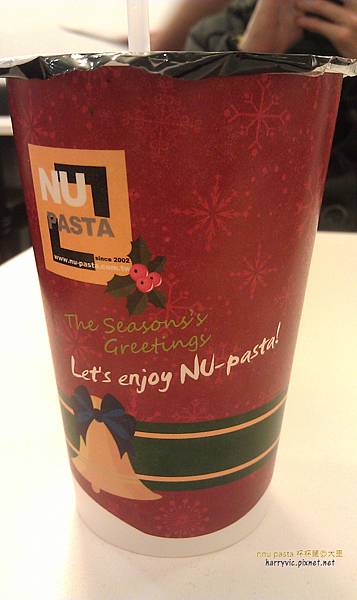 NU
PASTA
since 2002
www.nu-pasta.com.tw
The Seasons's
Greetings
Let's enjoy NU-pasta!
nnu pasta 杯杯麵@大里
harryvic.pixnet.net